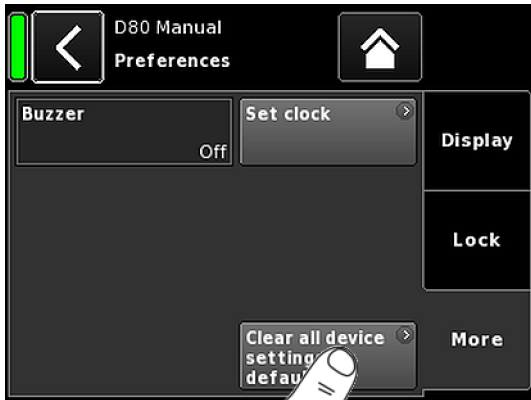 D80 Manual
Preferences
Buzzer
Off
Set clock
Display
Lock
Clear all device
More